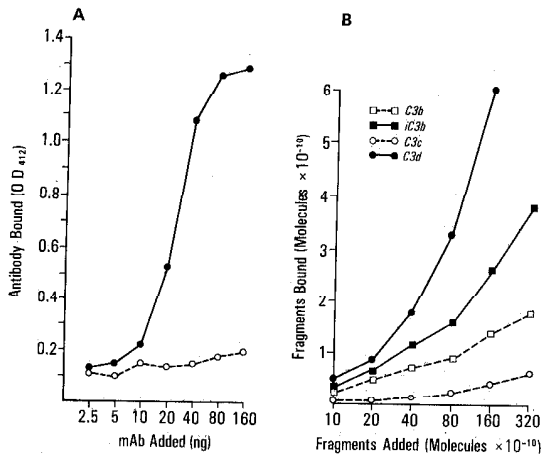 A
Antibody Bound (O D 412)
1.4
1.2
1.0
0.8
0.6
0.4
0.2
2.5 5 10 20 40 80 160
mAb Added (ng)
B
Fragments Bound (Molecules × 10⁻¹⁰)
6
5
4
3
2
1
C3b
iC3b
C3c
C3d
10 20 40 80 160 320
Fragments Added (Molecules ×10⁻¹⁰)